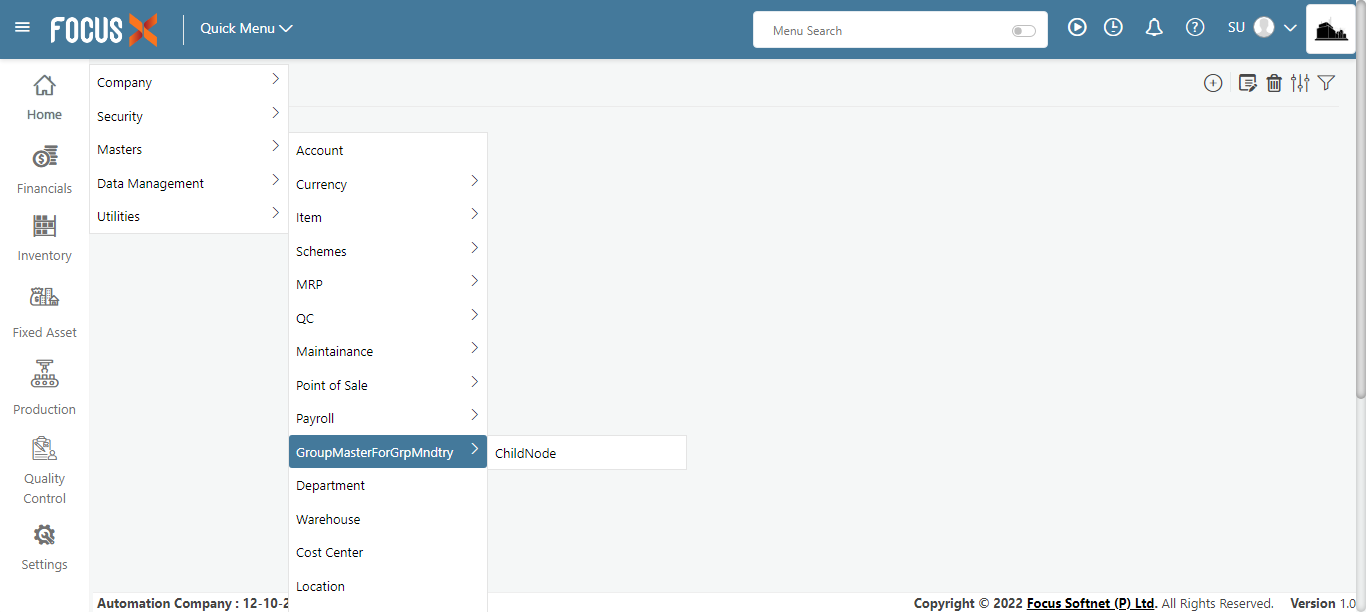 FOCUS X
Quick Menu
Menu Search
SU
Home
Financials
Inventory
Fixed Asset
Production
Quality
Control
Settings
Company
Security
Masters
Data Management
Utilities
Account
Currency
Item
Schemes
MRP
QC
Maintainance
Point of Sale
Payroll
GroupMasterForGrpMndtry
ChildNode
Department
Warehouse
Cost Center
Location
Automation Company : 12-10-2
Copyright © 2022 Focus Softnet (P) Ltd. All Rights Reserved. Version 1.0